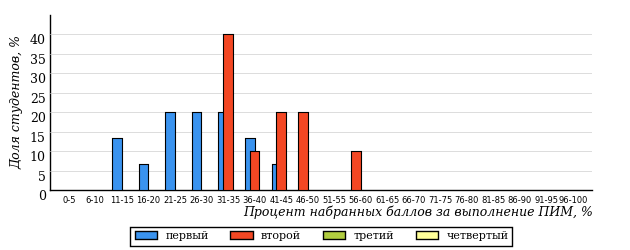 Доля студентов, %
40
35
30
25
20
15
10
5
0
0-5 6-10 11-15 16-20 21-25 26-30 31-35 36-40 41-45 46-50 51-55 56-60 61-65 66-70 71-75 76-80 81-85 86-90 91-95 96-100
Процент набранных баллов за выполнение ПИМ, %
первый второй третий четвертый